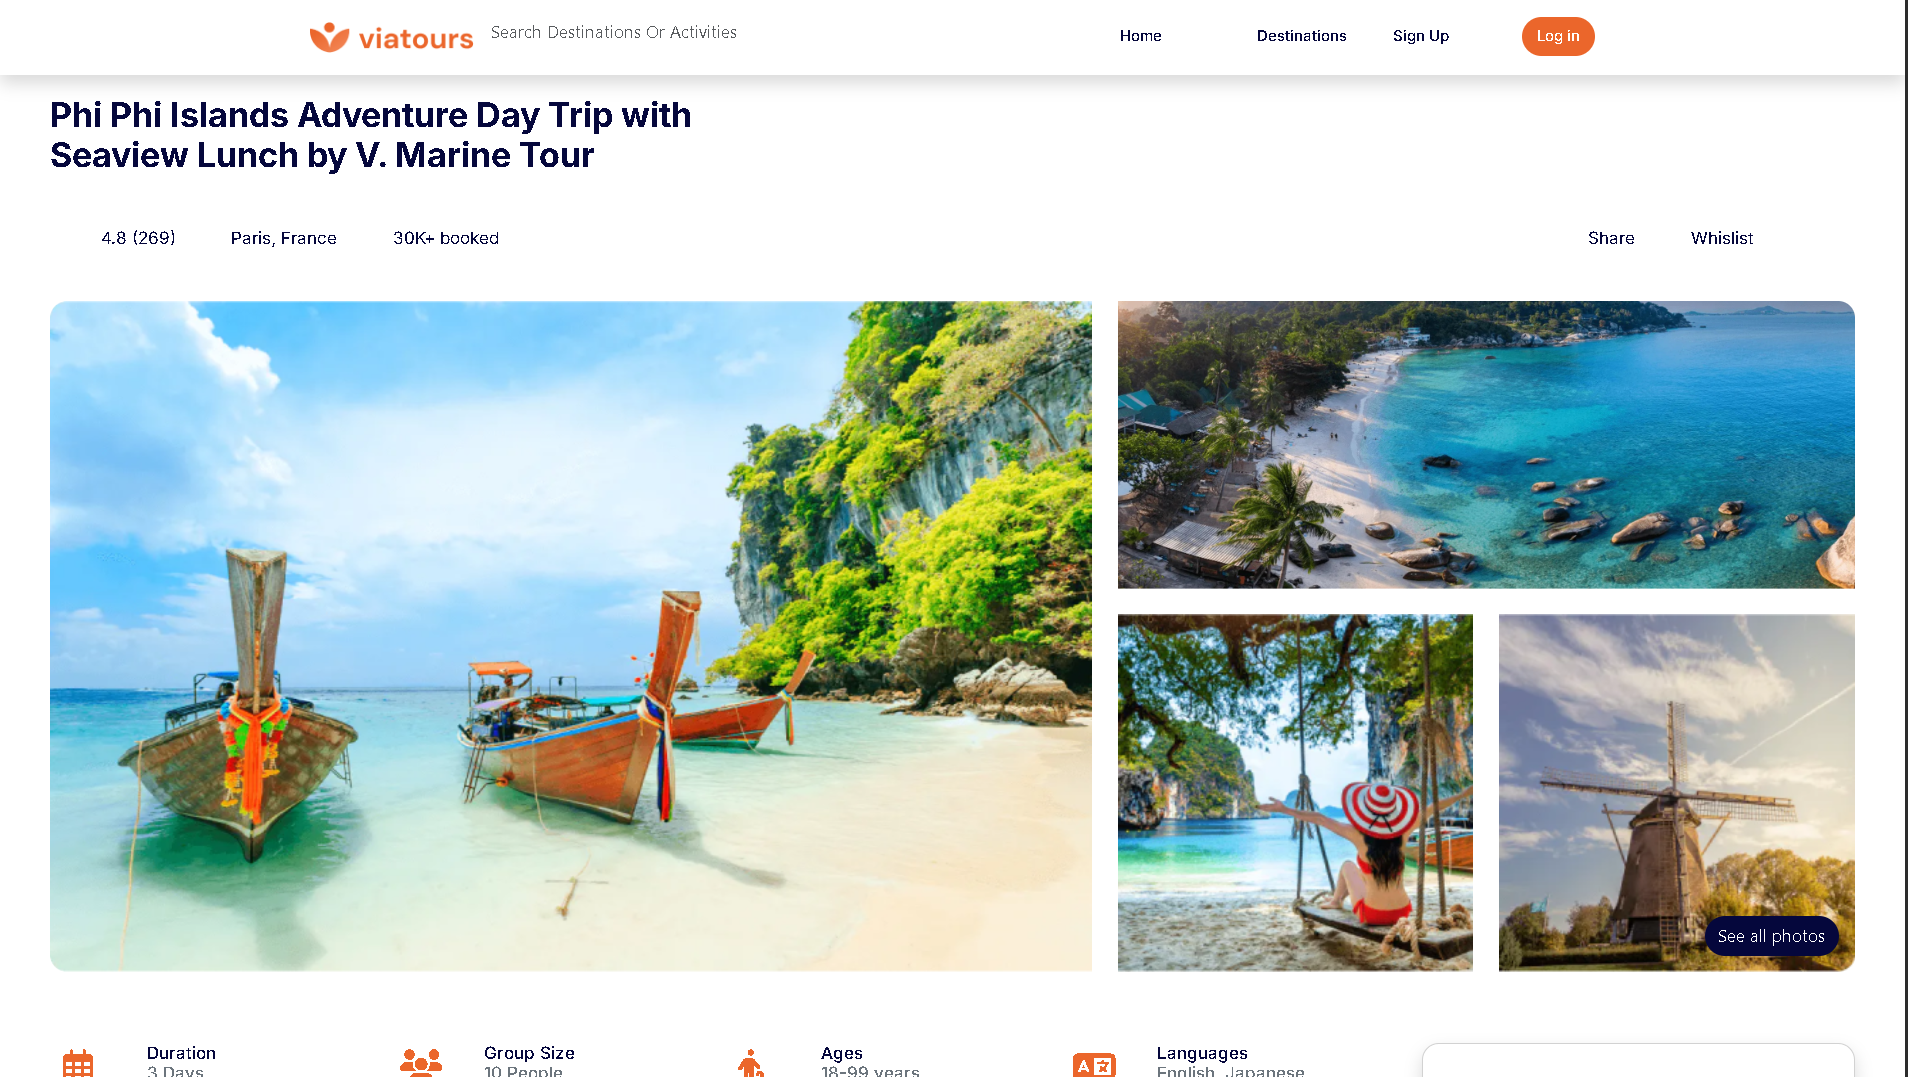 viatours
Search Destinations Or Activities
Home
Destinations
Sign Up
Log in
Phi Phi Islands Adventure Day Trip with
Seaview Lunch by V. Marine Tour
4.8 (269)
Paris, France
30K+ booked
Share
Whislist
See all photos
Duration
3 Days
Group Size
10 People
Ages
18-99 years
Languages
English, Japanese